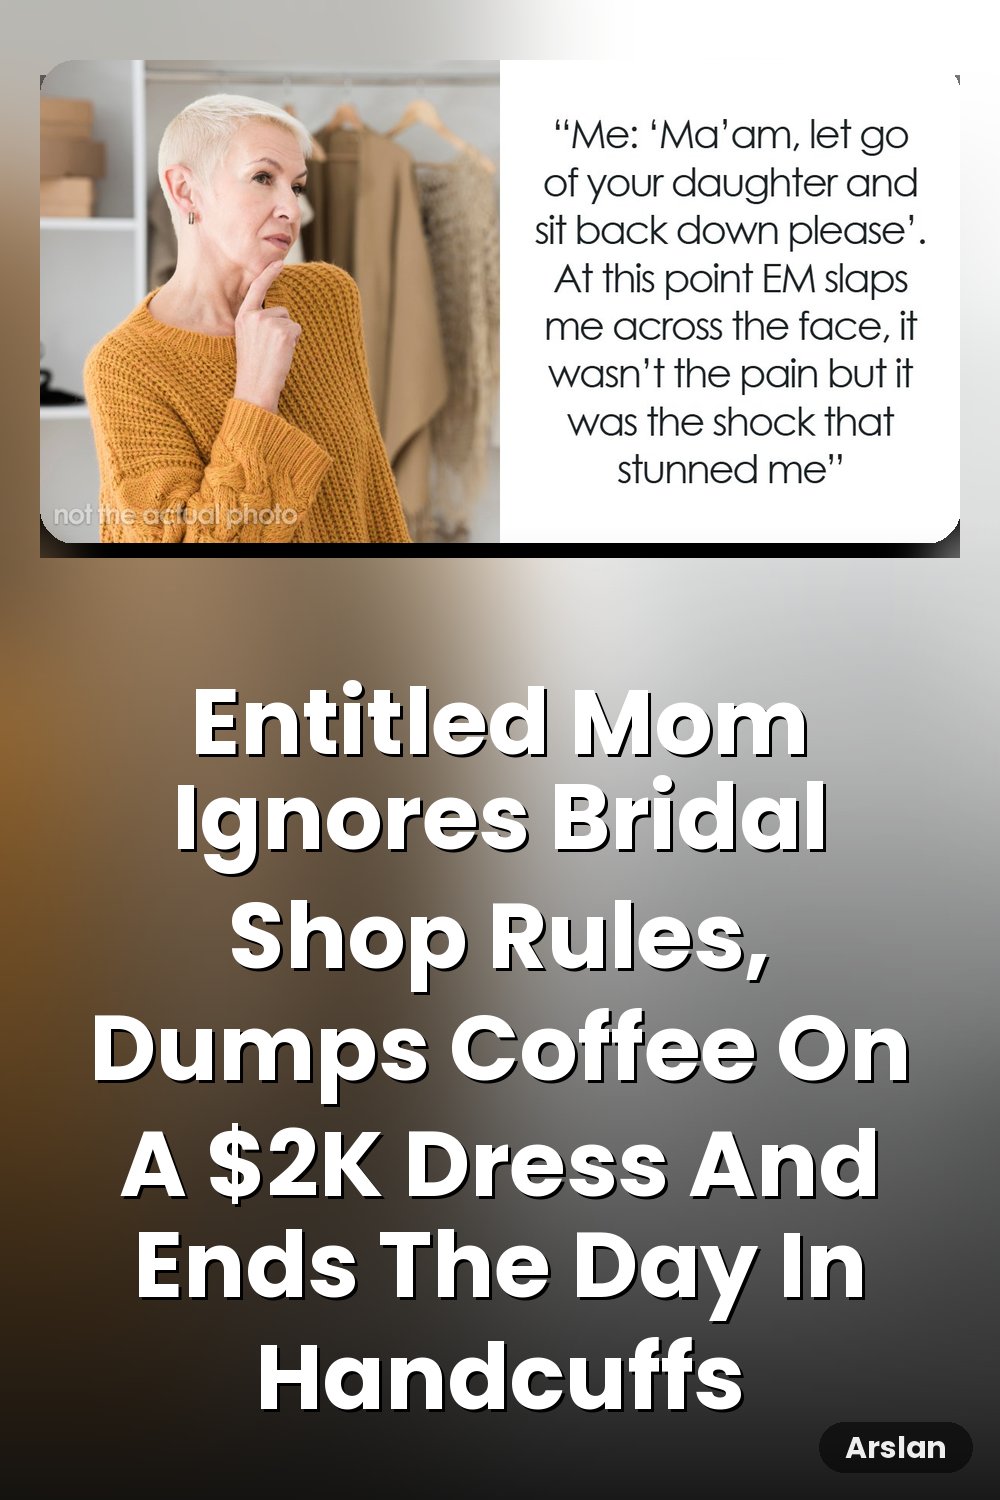 “Me: ‘Ma’am, let go
of your daughter and
sit back down please’.
At this point EM slaps
me across the face, it
wasn’t the pain but it
was the shock that
stunned me”
not the actual photo
Entitled Mom
Ignores Bridal
Shop Rules,
Dumps Coffee On
A $2K Dress And
Ends The Day In
Handcuffs
Arslan